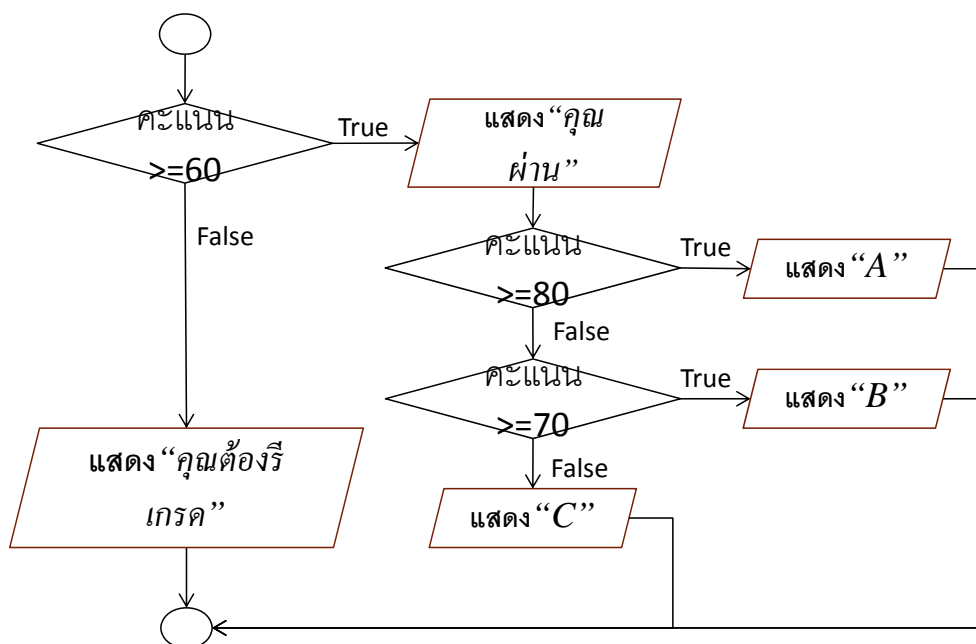 คะแนน
>=60
True
แสดง “คุณ
ผ่าน”
False
คะแนน
>=80
True
แสดง “A”
False
คะแนน
>=70
True
แสดง “B”
False
แสดง “คุณต้องรี
เกรด”
แสดง “C”